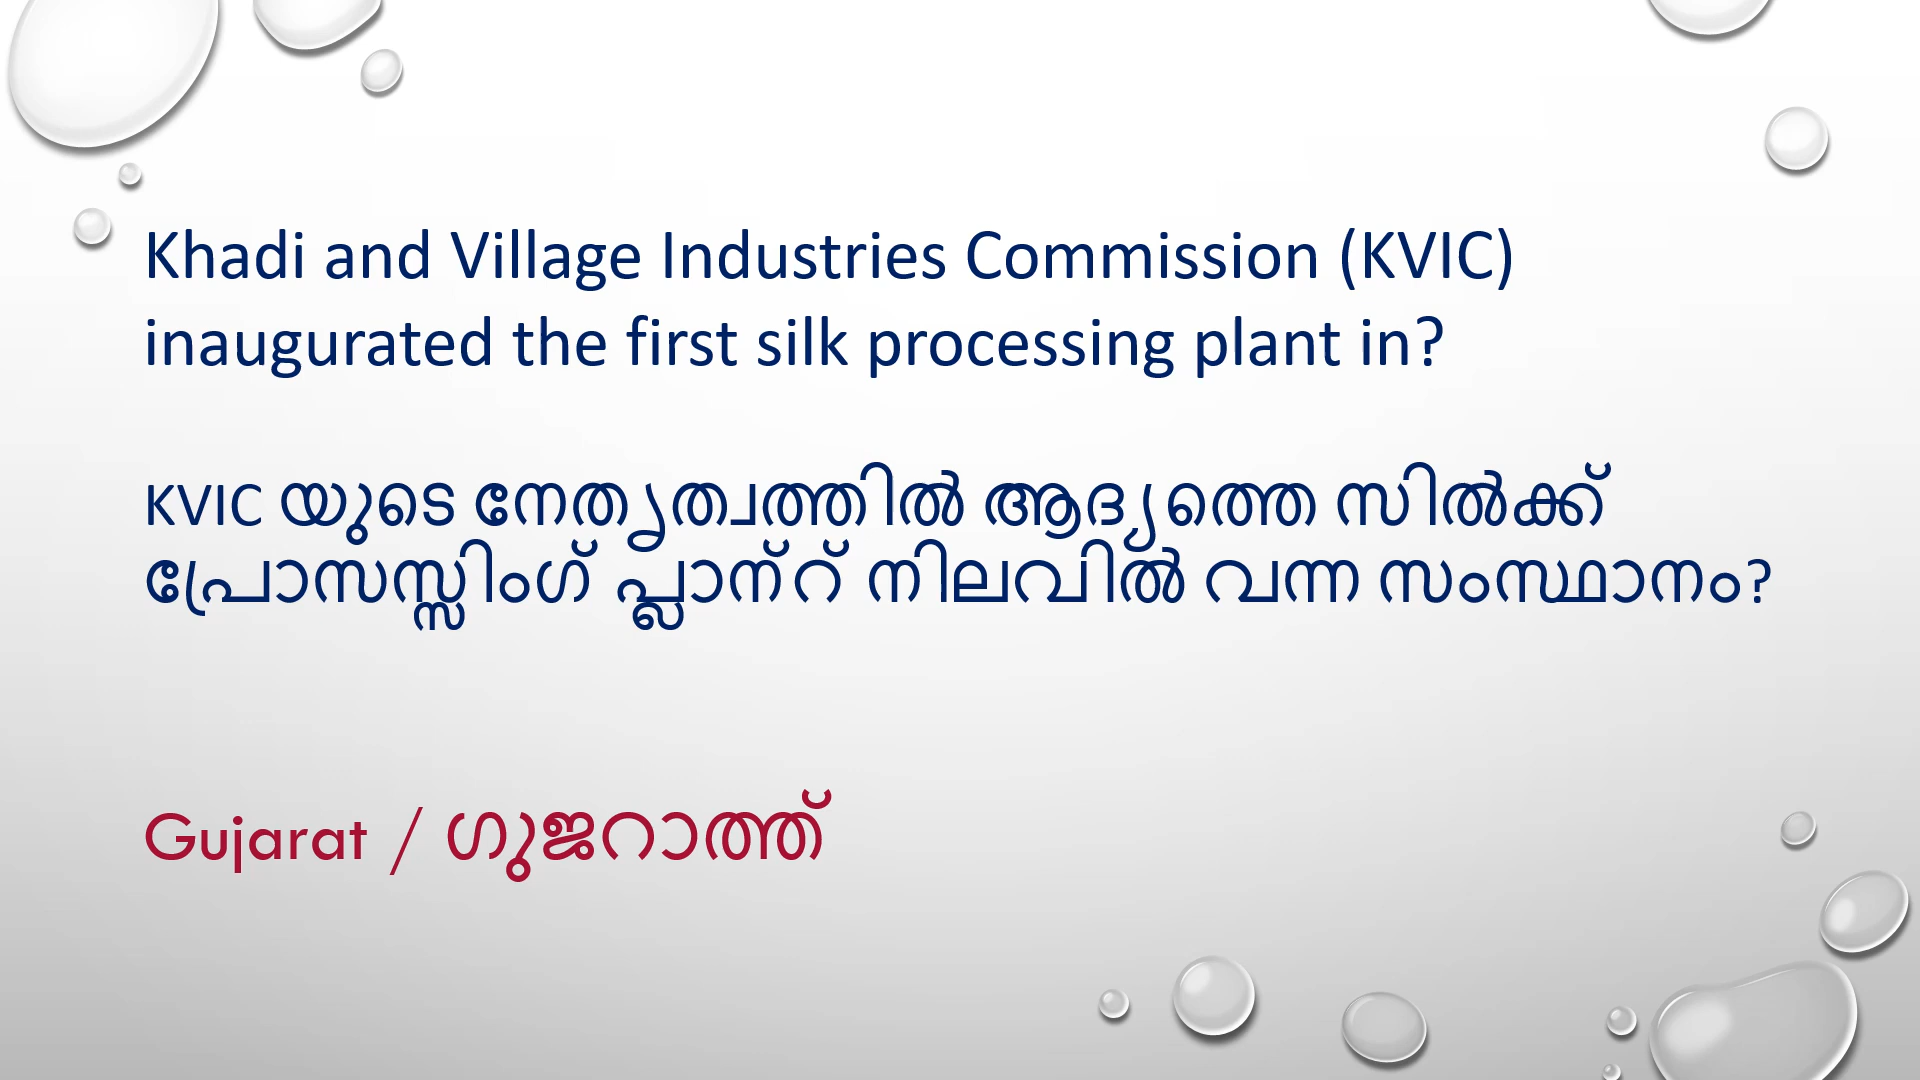 Khadi and Village Industries Commission (KVIC)
inaugurated the first silk processing plant in?
KVIC യുടെ നേതൃത്വത്തിൽ ആദ്യത്തെ സിൽക്ക്
പ്രോസസ്സിംഗ് പ്ലാന്റ് നിലവിൽ വന്ന സംസ്ഥാനം?
Gujarat / ഗുജറാത്ത്